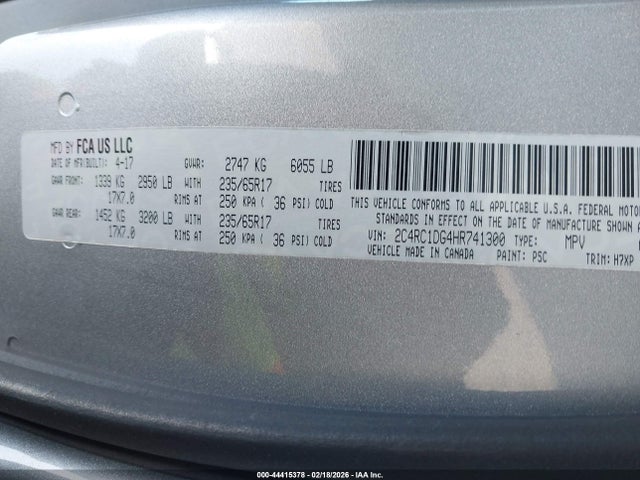 MFD BY FCA US LLC
DATE OF MFR(BUILT): 4-17 GVWR: 2747 KG 6055 LB
GAWR FRONT: 1339 KG 2950 LB WITH 235/65R17 TIRES
17X7.0 RIMS AT 250 KPA ( 36 PSI) COLD
GAWR REAR: 1452 KG 3200 LB WITH 235/65R17 TIRES
17X7.0 RIMS AT 250 KPA ( 36 PSI) COLD
THIS VEHICLE CONFORMS TO ALL APPLICABLE U.S.A. FEDERAL MOTOR
IN EFFECT ON THE DATE OF MANUFACTURE SHOWN
VIN: 2C4RC1DG4HR741300 TYPE: MPV
VEHICLE MADE IN CANADA PAINT: PSC TRIM: H7XP
000-44415378 - 02/18/2026 - IAA Inc.